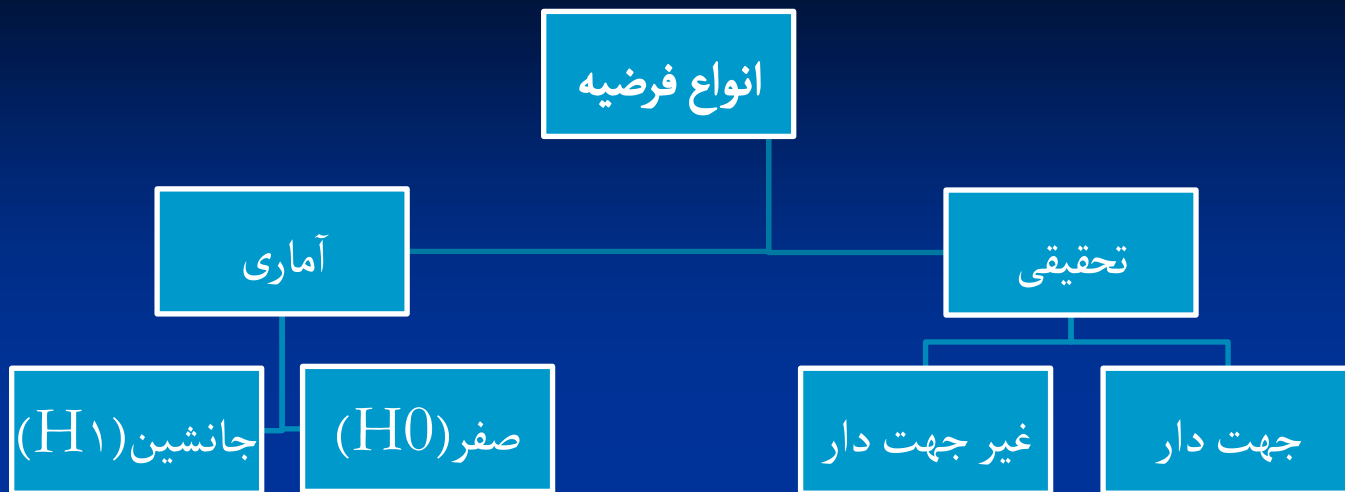 انواع فرضیه
تحقیقی
آماری
جهت دار
غیر جهت دار
صفر(H0)
جانشین(H۱)